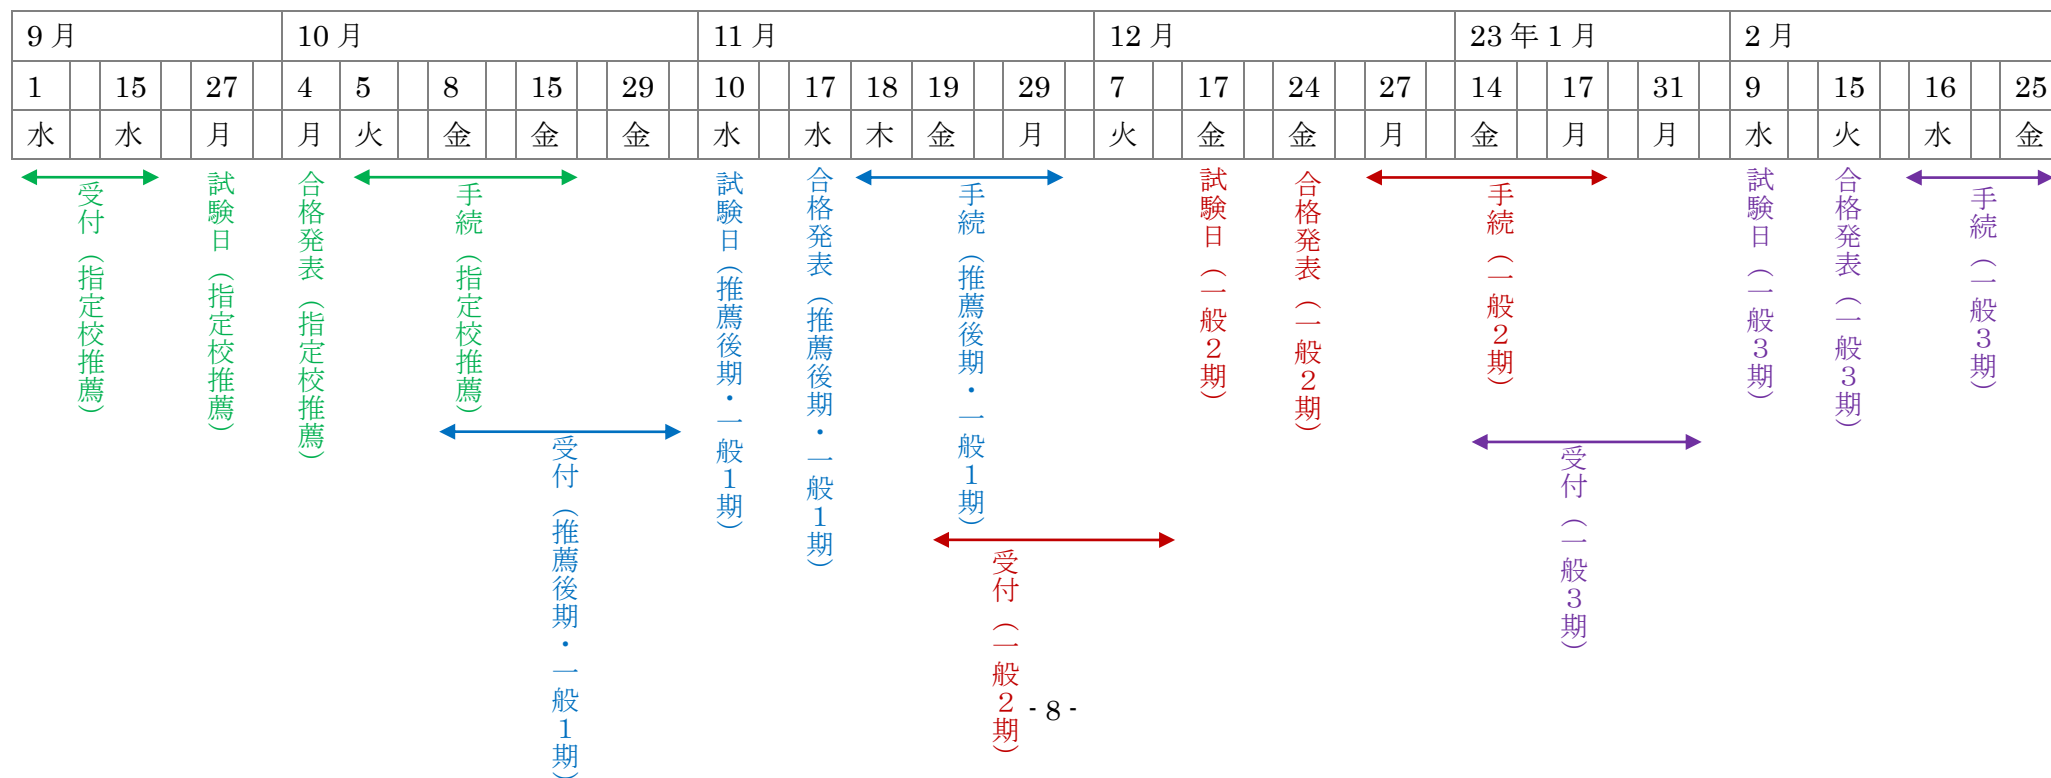 9月 10月 11月 12月 23年1月 2月
1 15 27 4 5 8 15 29 10 17 18 19 29 7 17 24 27 14 17 31 9 15 16 25
水 水 月 月 火 金 金 金 水 水 木 金 月 火 金 金 月 金 月 月 水 火 水 金
受付（指定校推薦）
試験日（指定校推薦）
合格発表（指定校推薦）
手続（指定校推薦）
受付（推薦後期・一般１期）
試験日（推薦後期・一般１期）
合格発表（推薦後期・一般１期）
手続（推薦後期・一般１期）
受付（一般２期）
試験日（一般２期）
合格発表（一般２期）
手続（一般２期）
受付（一般３期）
試験日（一般３期）
合格発表（一般３期）
手続（一般３期）
- 8 -